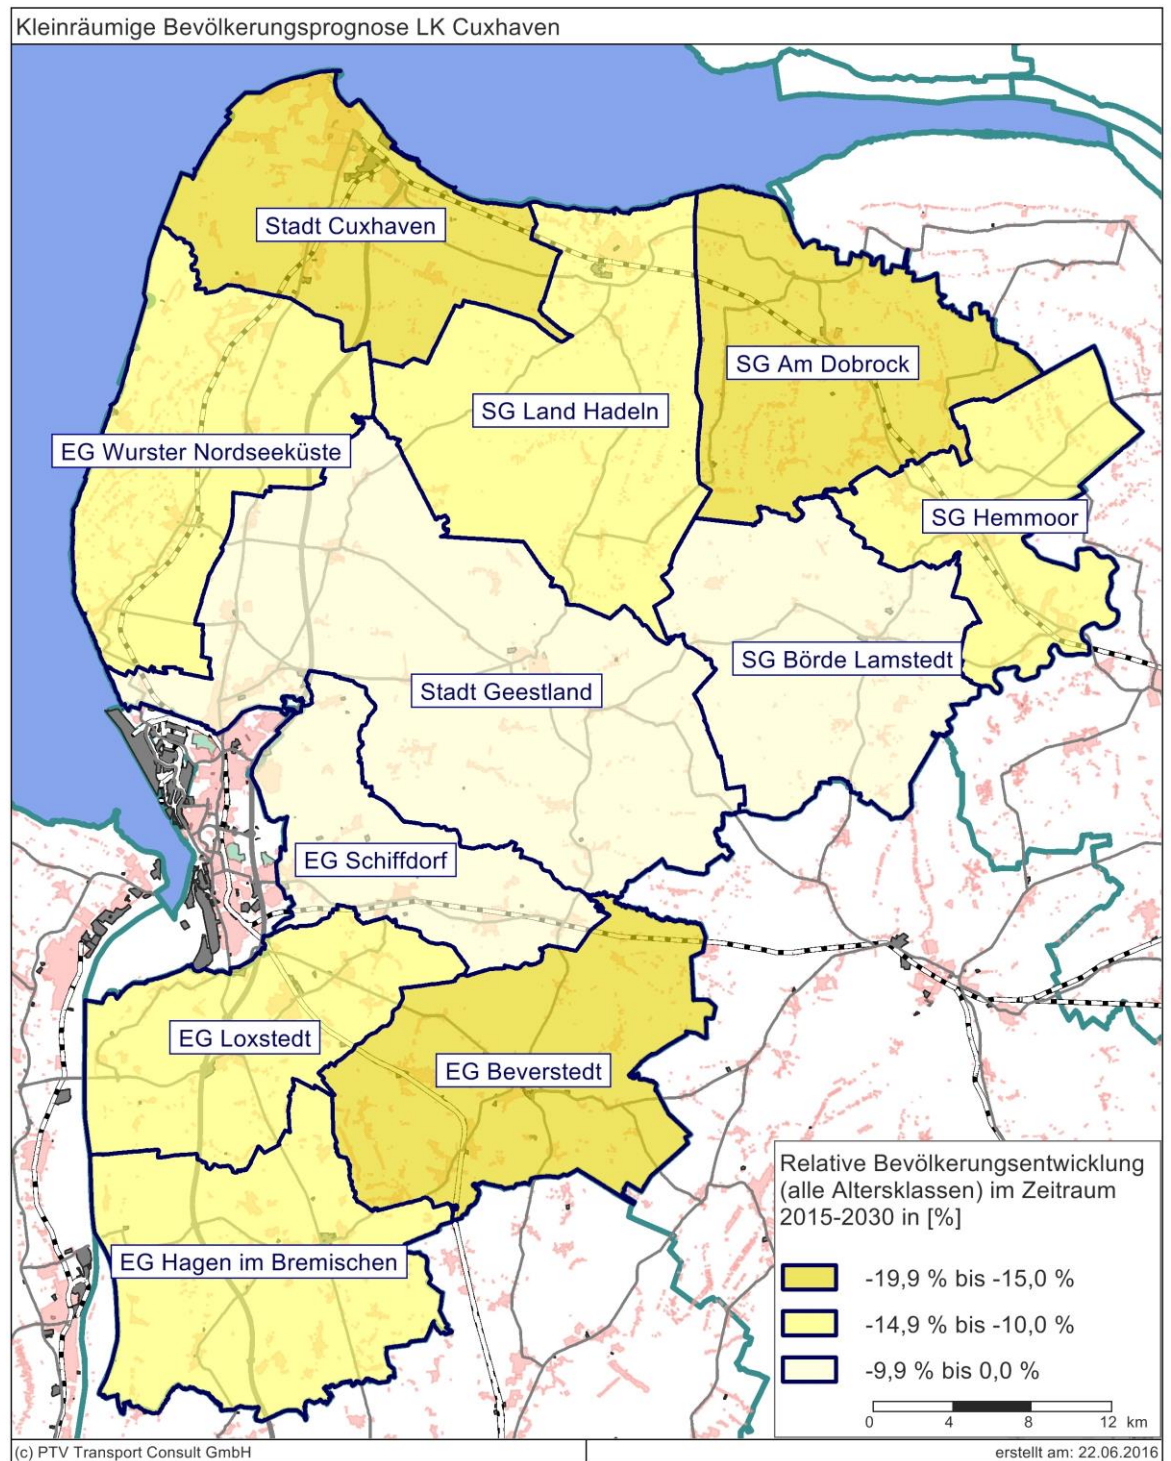 Kleinräumige Bevölkerungsprognose LK Cuxhaven
Stadt Cuxhaven
SG Am Dobrock
SG Land Hadeln
EG Wurster Nordseeküste
SG Hemmoor
SG Börde Lamstedt
Stadt Geestland
EG Schiffdorf
EG Loxstedt
EG Beverstedt
EG Hagen im Bremischen
Relative Bevölkerungsentwicklung
(alle Altersklassen) im Zeitraum
2015-2030 in [%]
-19,9 % bis -15,0 %
-14,9 % bis -10,0 %
-9,9 % bis 0,0 %
0 4 8 12 km
(c) PTV Transport Consult GmbH
erstellt am: 22.06.2016